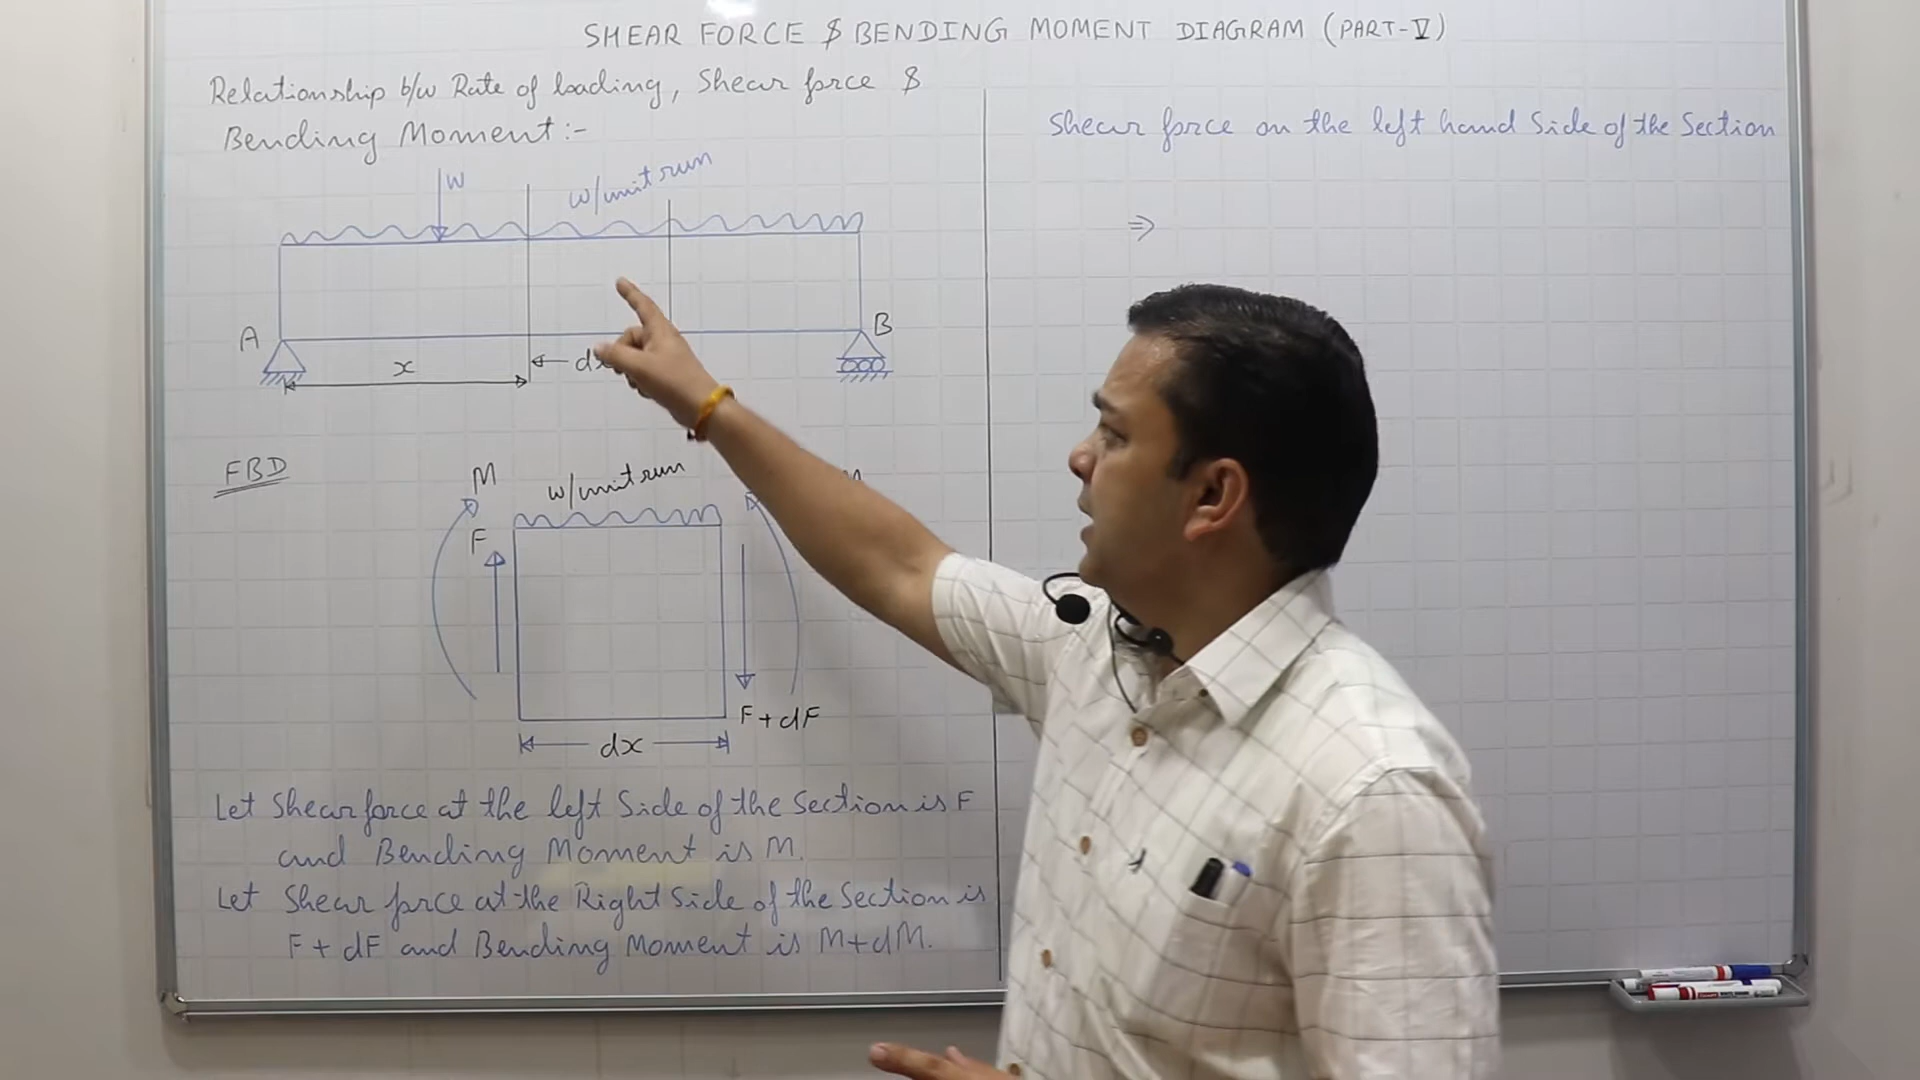 SHEAR FORCE & BENDING MOMENT DIAGRAM (PART-V)
Relationship b/w Rate of loading, Shear force &
Bending Moment:-
W
w/unit run
A
B
x
FBD
M
w/unit run
F
F + dF
dx
Let Shear force at the left Side of the Section is F
and Bending Moment is M.
Let Shear force at the Right Side of the Section is
F + dF and Bending Moment is M+dM.
Shear force on the left hand Side of the Section
⇒